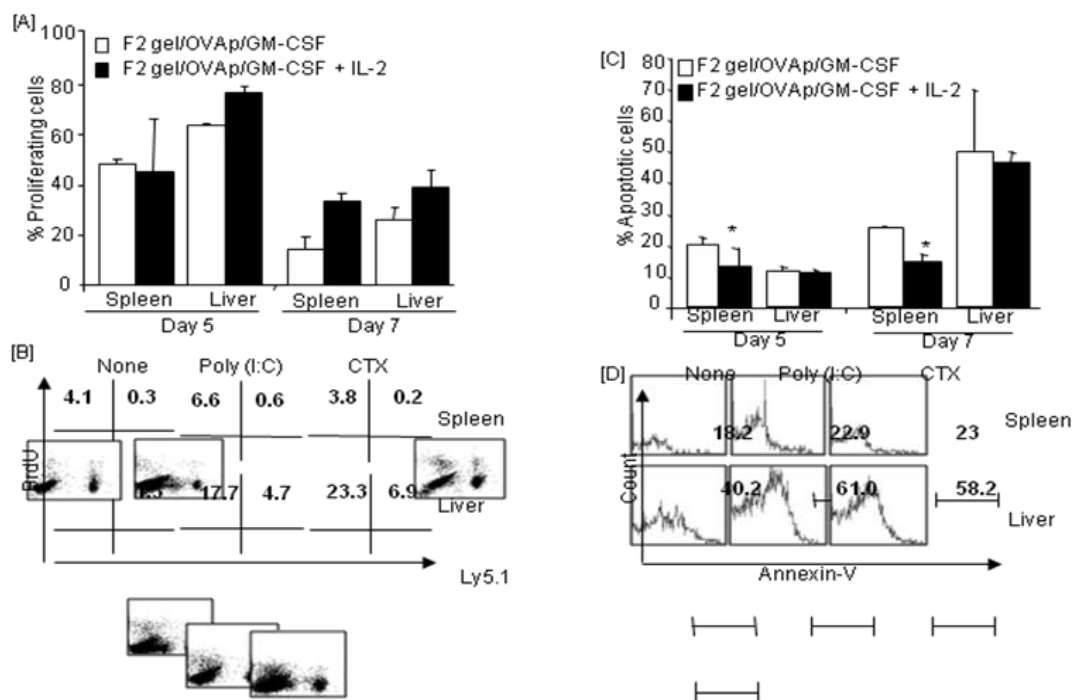 [A]
F2 gel/OVAp/GM-CSF
F2 gel/OVAp/GM-CSF + IL-2
% Proliferating cells
100
80
60
40
20
0
Spleen Liver Spleen Liver
Day 5 Day 7
[C]
F2 gel/OVAp/GM-CSF
F2 gel/OVAp/GM-CSF + IL-2
% Apoptotic cells
80
70
60
50
40
30
20
10
0
* *
Spleen Liver Spleen Liver
Day 5 Day 7
[B]
None Poly (I:C) CTX
4.1 0.3 6.6 0.6 3.8 0.2
Spleen
BrdU
17.7 4.7 23.3 6.9
Liver
Ly5.1
[D]
None Poly (I:C) CTX
18.2 22.9 23
Spleen
Count
40.2 61.0 58.2
Liver
Annexin-V